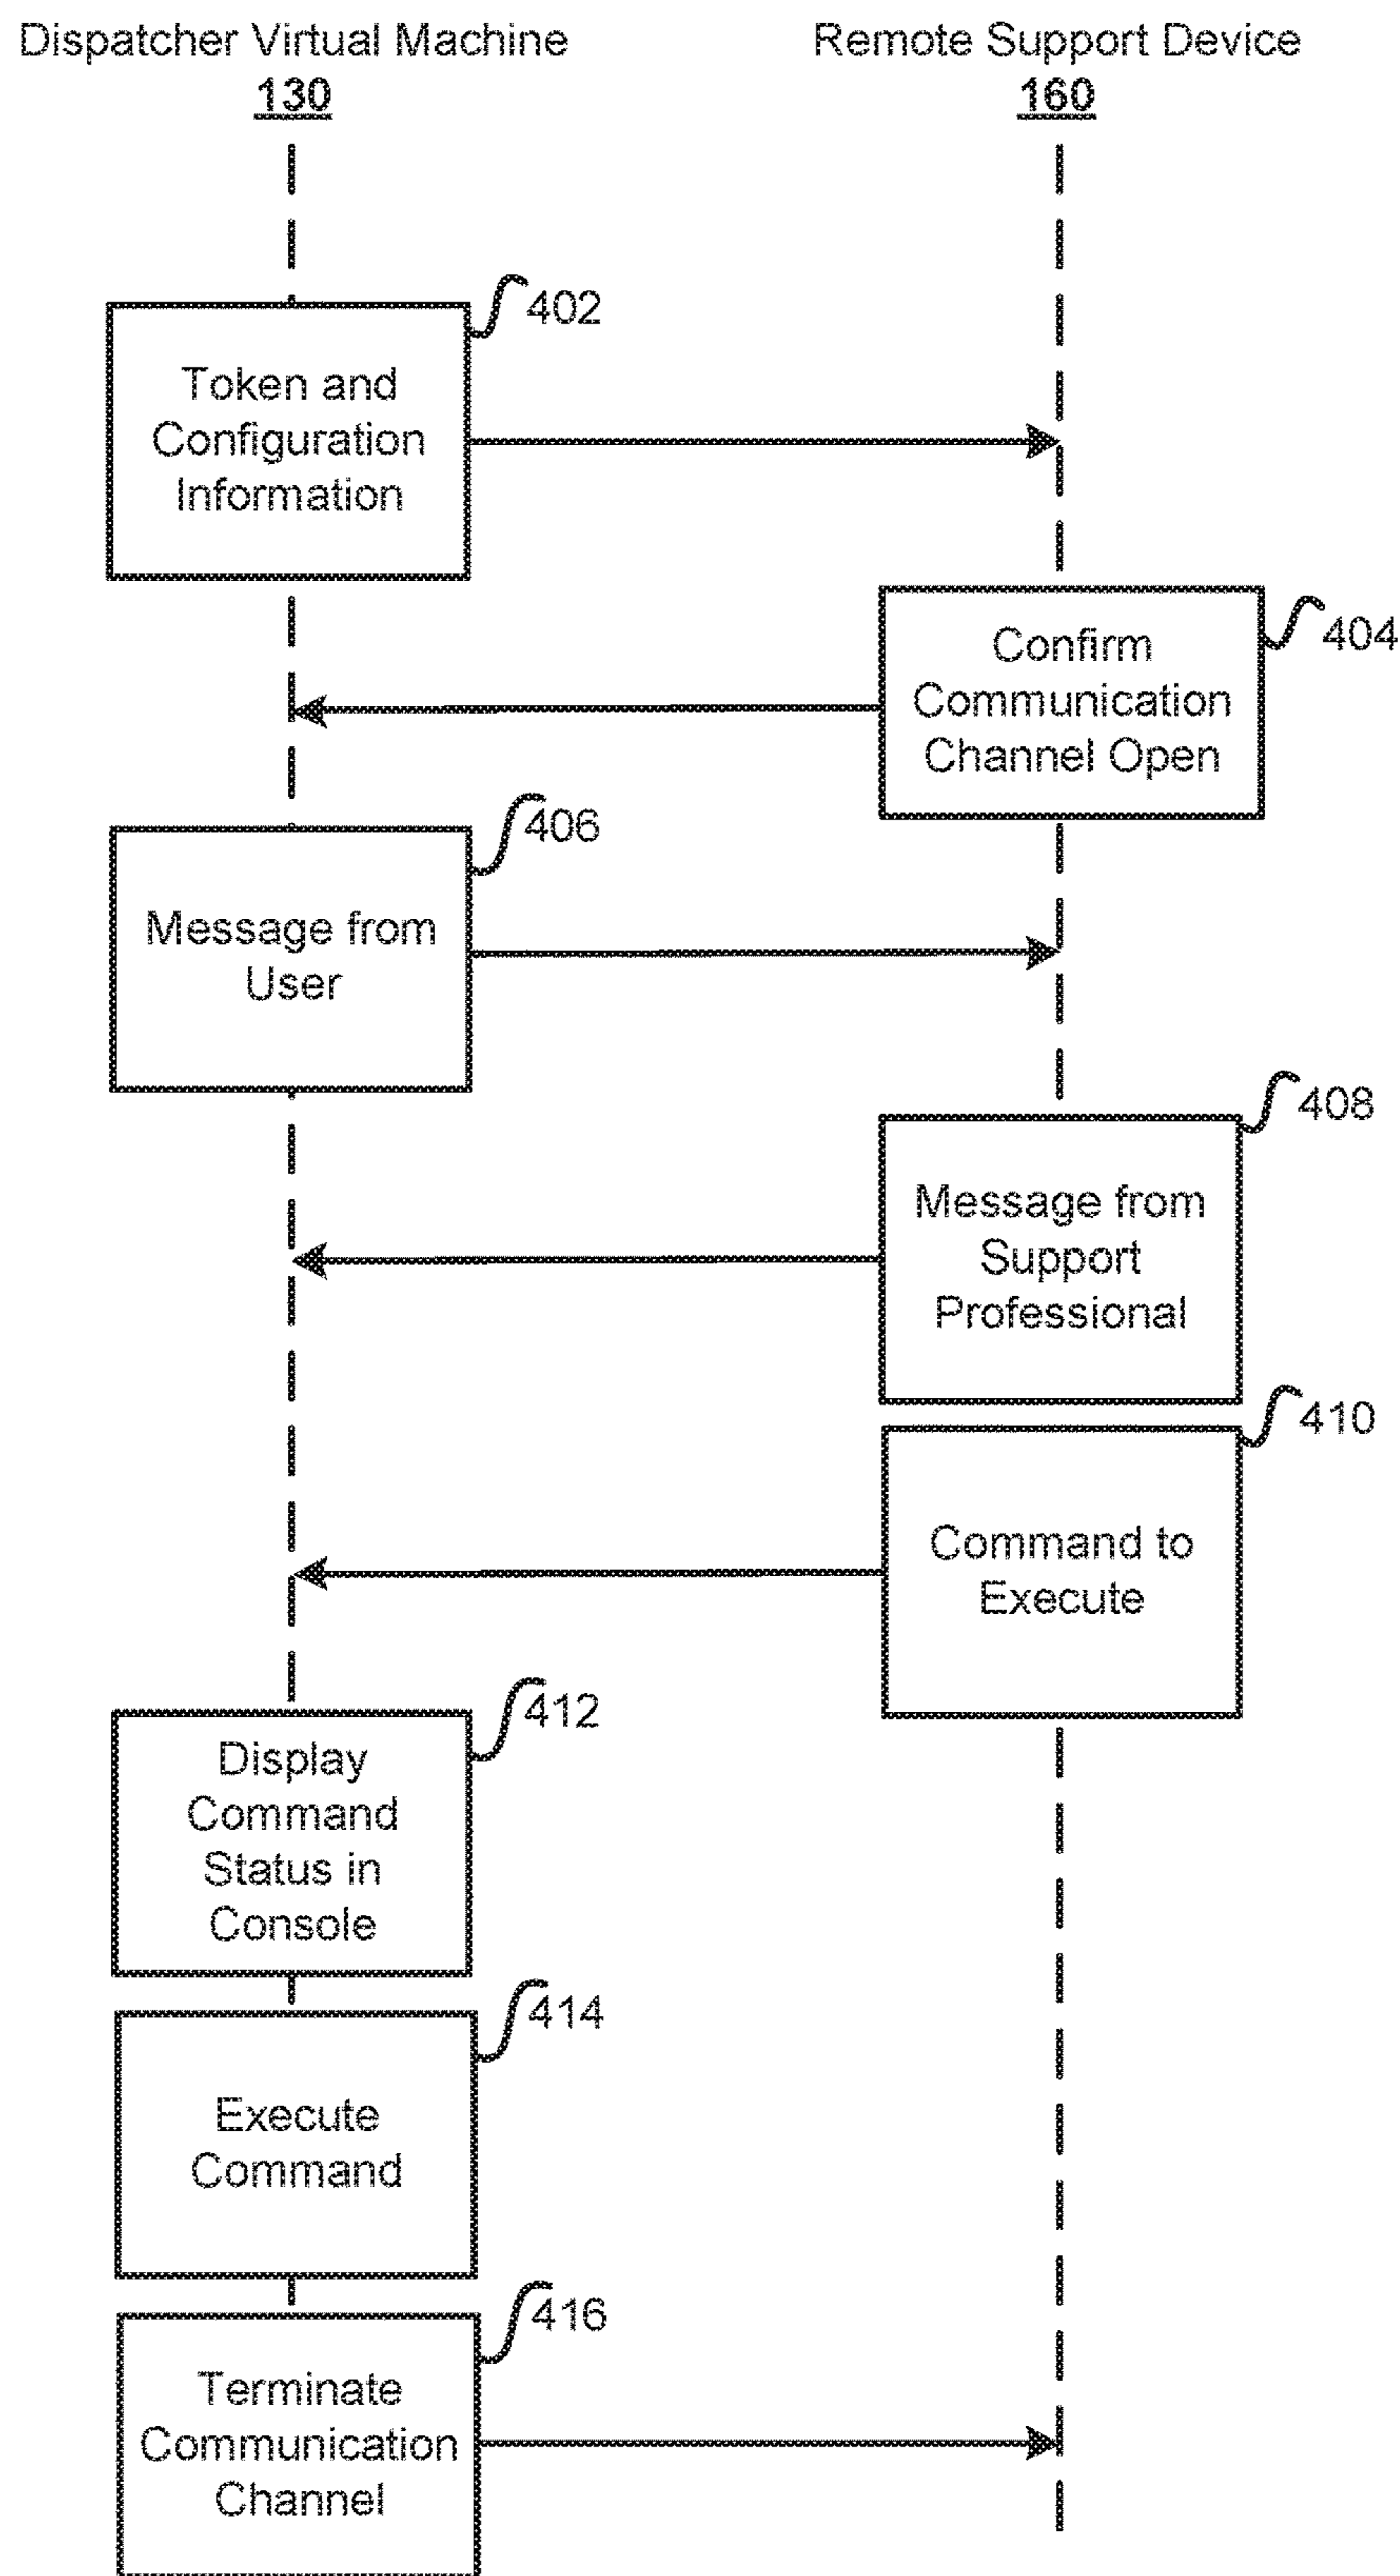 Dispatcher Virtual Machine
130
Remote Support Device
160
402
Token and
Configuration
Information
404
Confirm
Communication
Channel Open
406
Message from
User
408
Message from
Support
Professional
410
Command to
Execute
412
Display
Command
Status in
Console
414
Execute
Command
416
Terminate
Communication
Channel